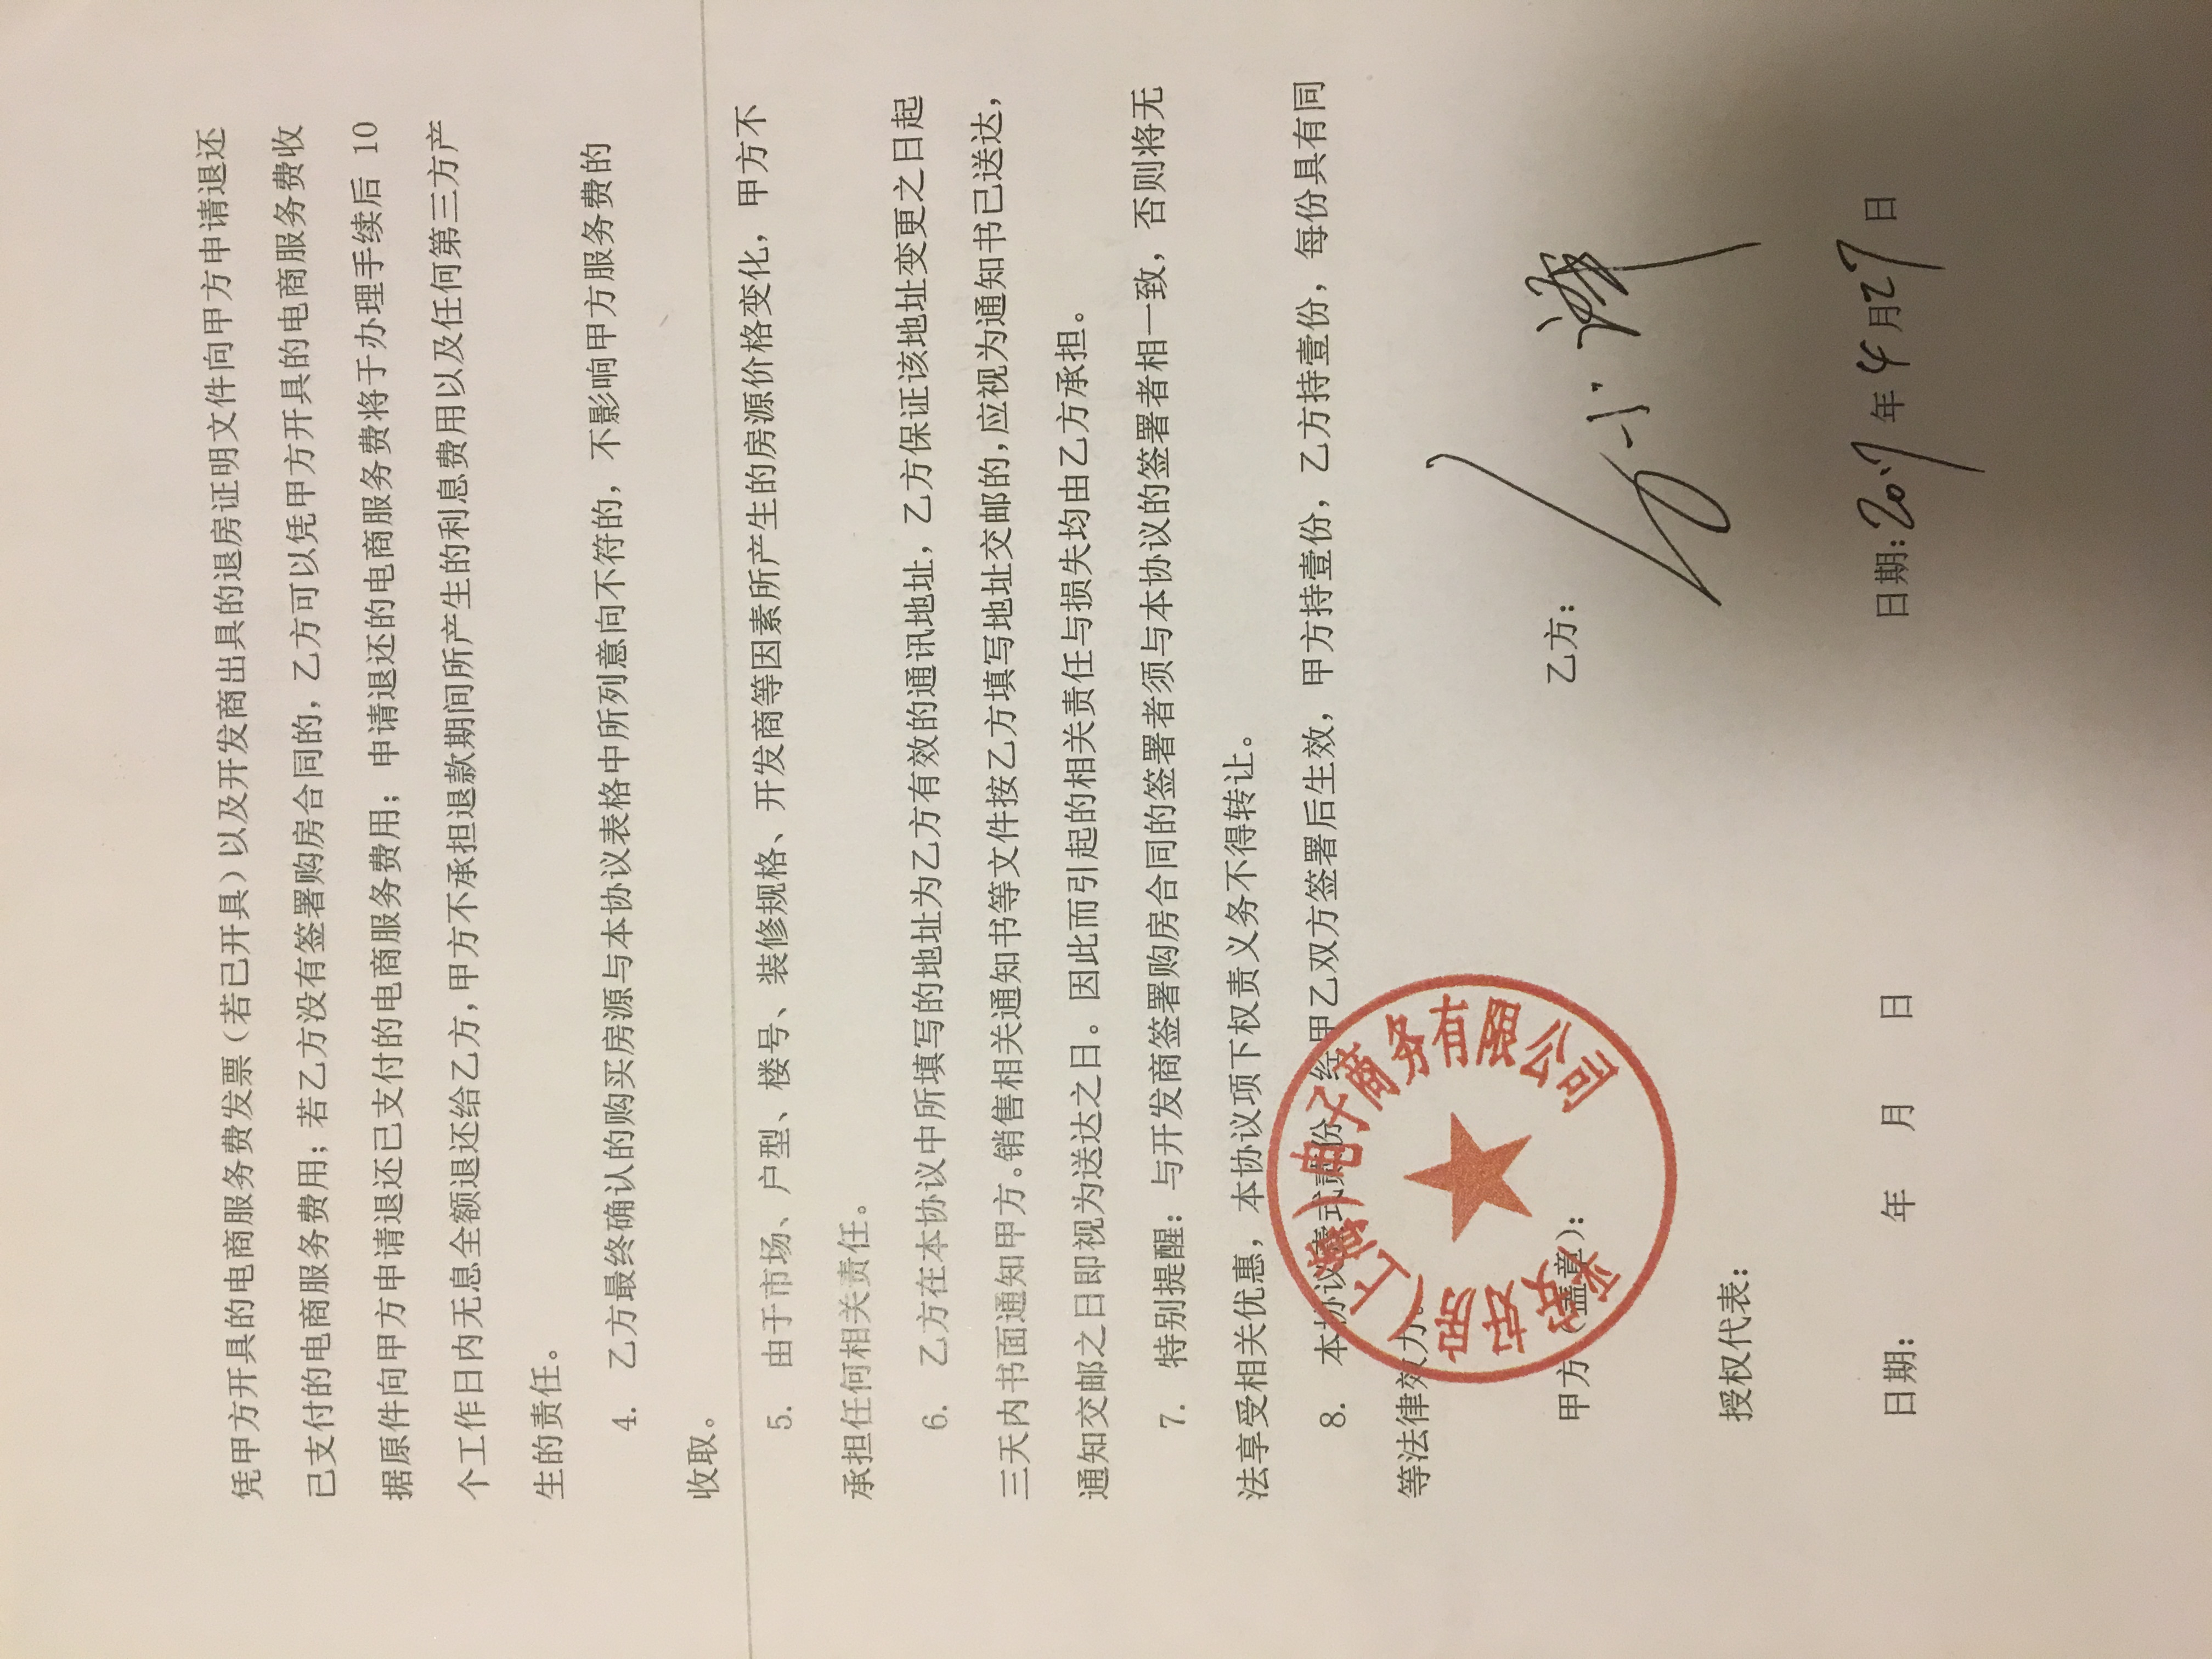 凭甲方开具的电商服务费发票（若已开具）以及开发商出具的退房证明文件向甲方申请退还
已支付的电商服务费用；若乙方没有签署购房合同的，乙方可以凭甲方开具的电商服务费收
据原件向甲方申请退还已支付的电商服务费用；申请退还的电商服务费将于办理手续后 10
个工作日内无息全额退还给乙方，甲方不承担退款期间所产生的利息费用以及任何第三方产
生的责任。
4. 乙方最终确认的购买房源与本协议表格中所列意向不符的，不影响甲方服务费的
收取。
5. 由于市场、户型、楼号、装修规格、开发商等因素所产生的房源价格变化，甲方不
承担任何相关责任。
6. 乙方在本协议中所填写的地址为乙方有效的通讯地址，乙方保证该地址变更之日起
三天内书面通知甲方。销售相关通知书等文件按乙方填写地址交邮的，应视为通知书已送达，
通知交邮之日即视为送达之日。因此而引起的相关责任与损失均由乙方承担。
7. 特别提醒：与开发商签署购房合同的签署者须与本协议的签署者相一致，否则将无
法享受相关优惠，本协议项下权责义务不得转让。
8. 本协议壹式贰份，经甲乙双方签署后生效，甲方持壹份，乙方持壹份，每份具有同
等法律效力。
平安好房（上海）电子商务有限公司
甲方（盖章）：
乙方：
授权代表：
日期： 年 月 日
日期：2017年4月27日